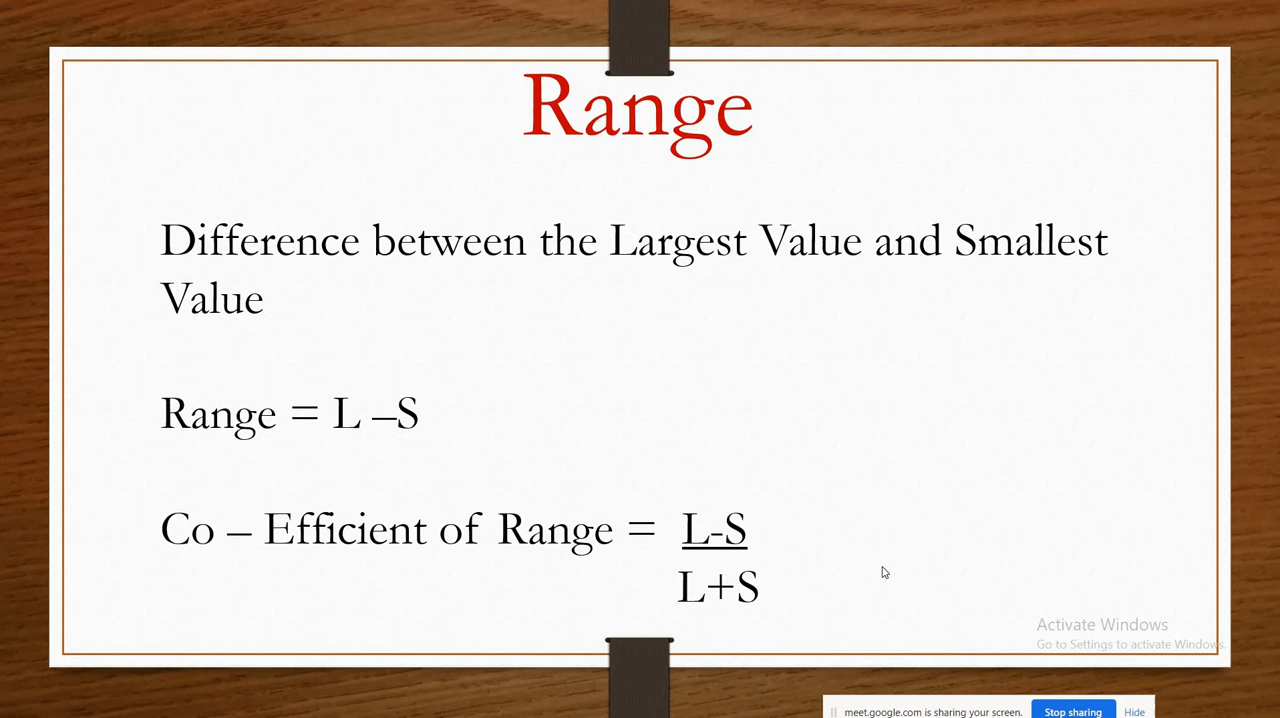 Range
Difference between the Largest Value and Smallest
Value
Range = L –S
Co – Efficient of Range = L-S
L+S
Activate Windows
Go to Settings to activate Windows.
meet.google.com is sharing your screen.
Stop sharing
Hide